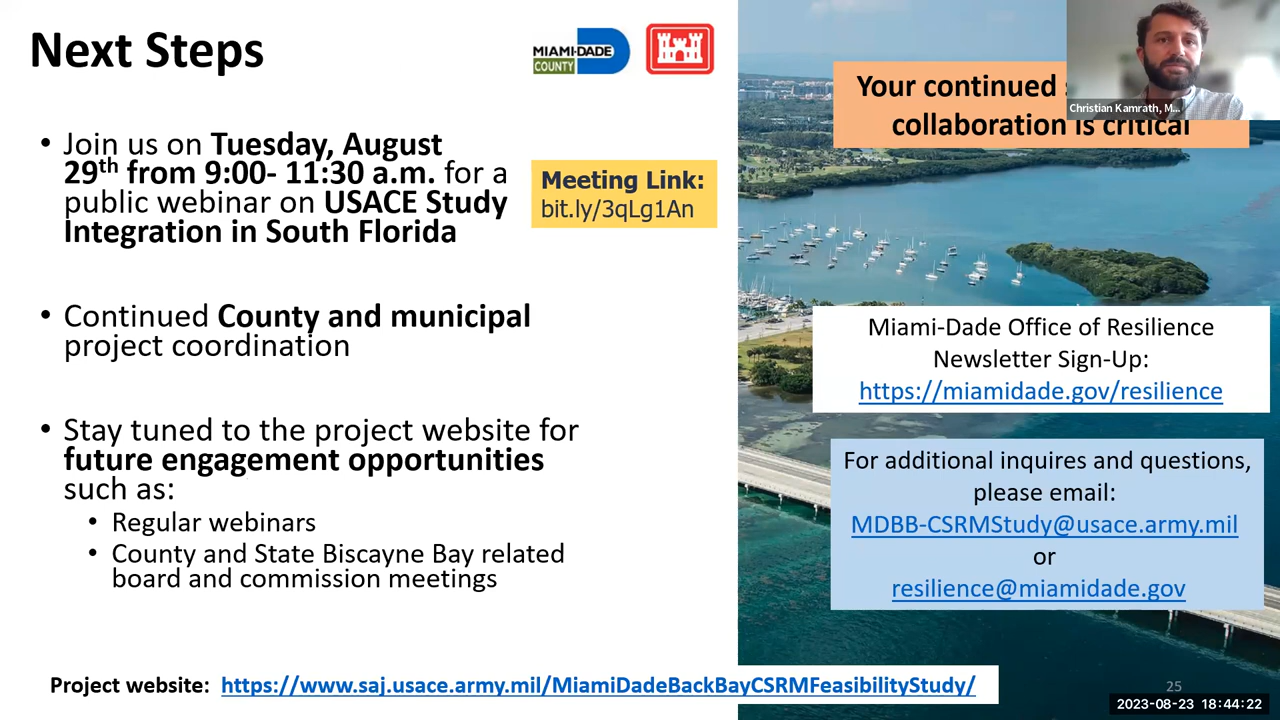 Next Steps
MIAMI-DADE
COUNTY
• Join us on Tuesday, August
29th from 9:00- 11:30 a.m. for a
public webinar on USACE Study
Integration in South Florida
Meeting Link:
bit.ly/3qLg1An
• Continued County and municipal
project coordination
• Stay tuned to the project website for
future engagement opportunities
such as:
• Regular webinars
• County and State Biscayne Bay related
board and commission meetings
Project website: https://www.saj.usace.army.mil/MiamiDadeBackBayCSRMFeasibilityStudy/
Your continued
collaboration is critical
Christian Kamrath, M...
Miami-Dade Office of Resilience
Newsletter Sign-Up:
https://miamidade.gov/resilience
For additional inquires and questions,
please email:
MDBB-CSRMStudy@usace.army.mil
or
resilience@miamidade.gov
25
2023-08-23 18:44:22